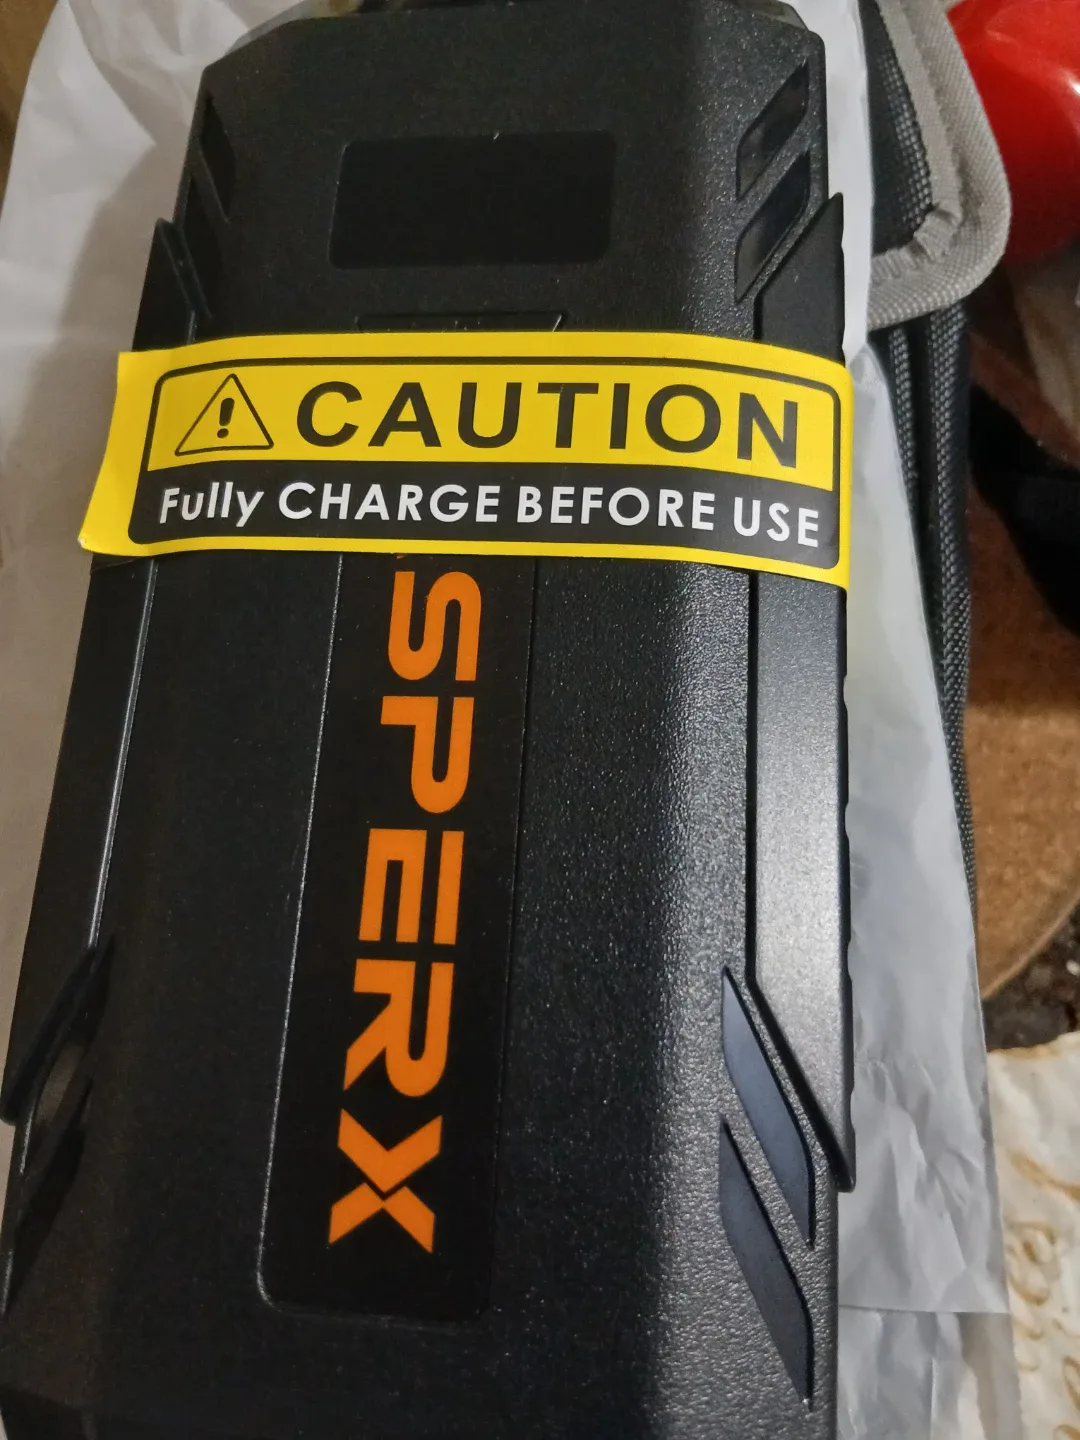 CAUTION
Fully CHARGE BEFORE USE
SPERX